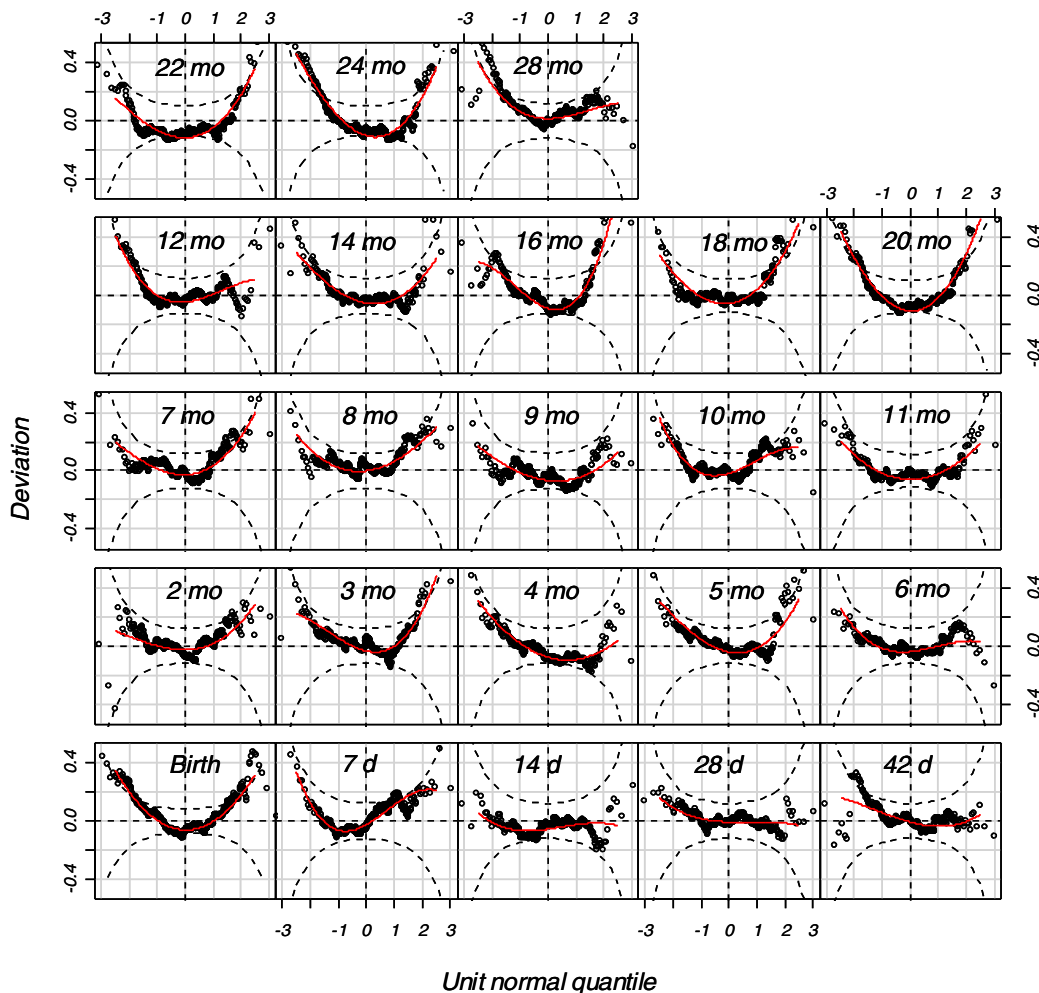 -3 -1 0 1 2 3 -3 -1 0 1 2 3
22 mo 24 mo 28 mo
0.4
0.0
-0.4
-3 -1 0 1 2 3
12 mo 14 mo 16 mo 18 mo 20 mo
0.4
0.0
-0.4
7 mo 8 mo 9 mo 10 mo 11 mo
0.4
0.0
-0.4
Deviation
2 mo 3 mo 4 mo 5 mo 6 mo
0.4
0.0
-0.4
Birth 7 d 14 d 28 d 42 d
0.4
0.0
-0.4
-3 -1 0 1 2 3 -3 -1 0 1 2 3
Unit normal quantile